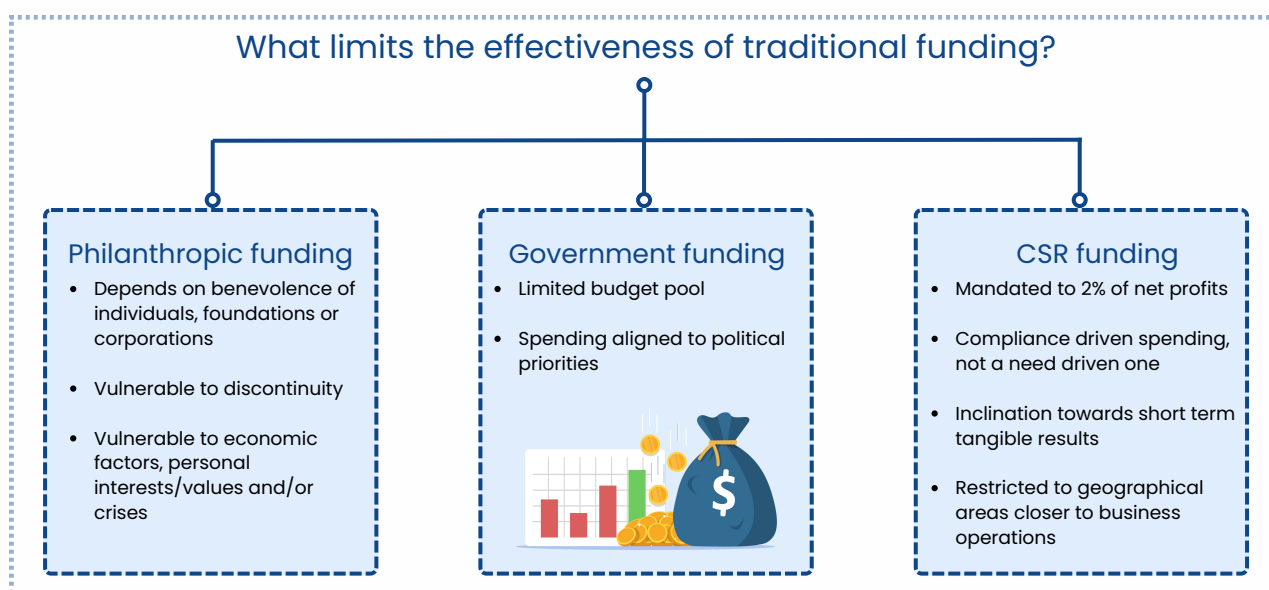 What limits the effectiveness of traditional funding?
Philanthropic funding
• Depends on benevolence of
individuals, foundations or
corporations
• Vulnerable to discontinuity
• Vulnerable to economic
factors, personal
interests/values and/or
crises
Government funding
• Limited budget pool
• Spending aligned to political
priorities
$
CSR funding
• Mandated to 2% of net profits
• Compliance driven spending,
not a need driven one
• Inclination towards short term
tangible results
• Restricted to geographical
areas closer to business
operations